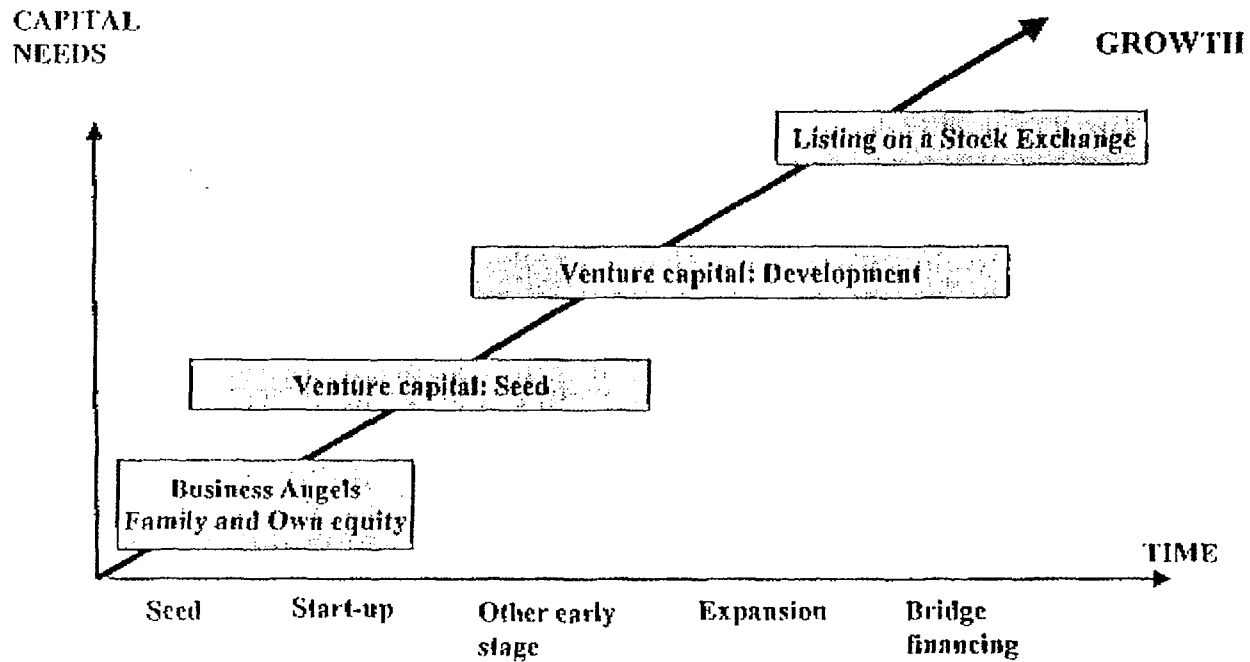 CAPITAL
NEEDS
GROWTH
Listing on a Stock Exchange
Venture capital: Development
Venture capital: Seed
Business Angels
Family and Own equity
TIME
Seed
Start-up
Other early
stage
Expansion
Bridge
financing